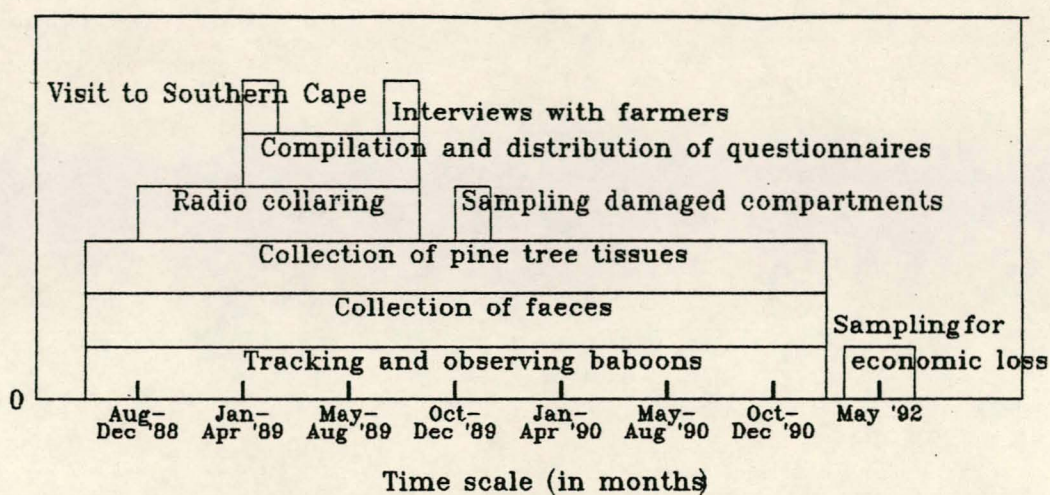 Visit to Southern Cape
Interviews with farmers
Compilation and distribution of questionnaires
Radio collaring
Sampling damaged compartments
Collection of pine tree tissues
Collection of faeces
Sampling for
economic loss
Tracking and observing baboons
0
Aug-
Dec '88
Jan-
Apr '89
May-
Aug '89
Oct-
Dec '89
Jan-
Apr '90
May-
Aug '90
Oct-
Dec '90
May '92
Time scale (in months)